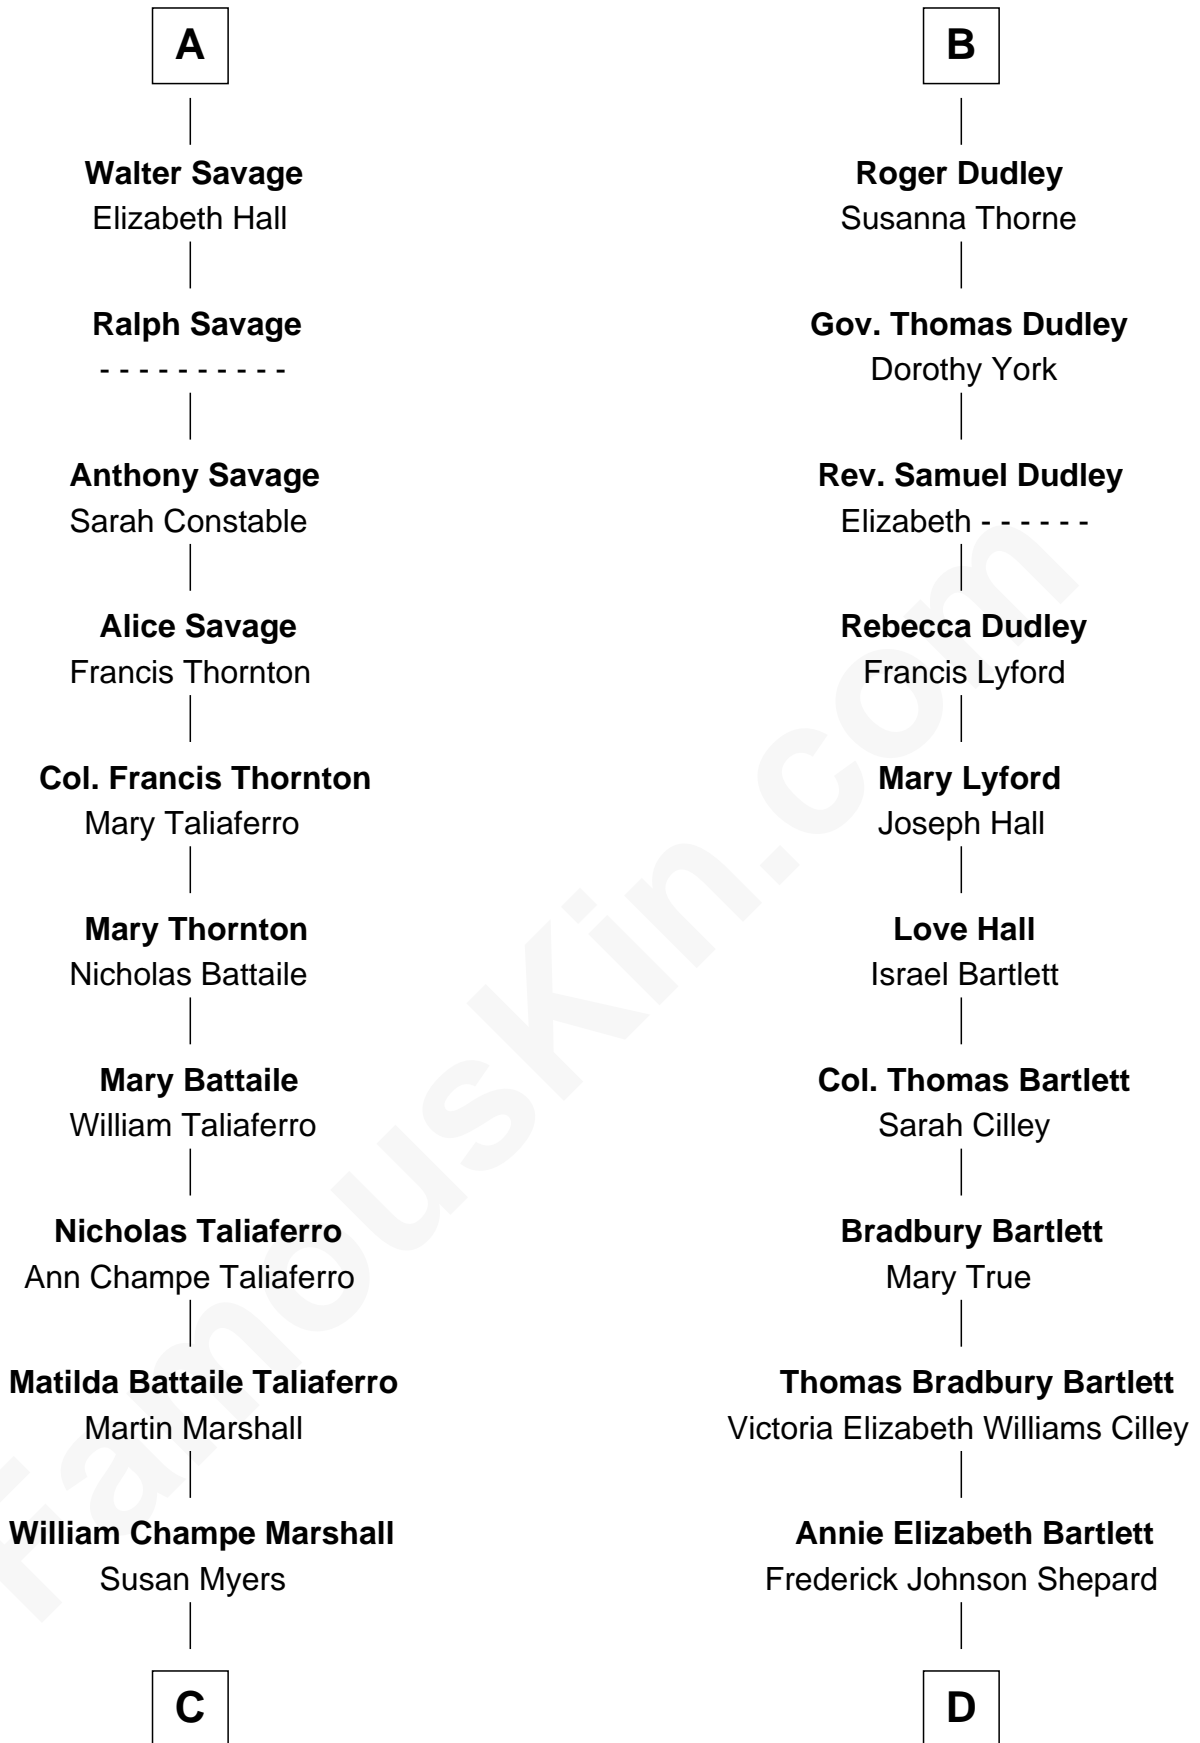 A
Walter Savage
Elizabeth Hall
Ralph Savage
- - - - - - - - - -
Anthony Savage
Sarah Constable
Alice Savage
Francis Thornton
Col. Francis Thornton
Mary Taliaferro
Mary Thornton
Nicholas Battaile
Mary Battaile
William Taliaferro
Nicholas Taliaferro
Ann Champe Taliaferro
Matilda Battaile Taliaferro
Martin Marshall
William Champe Marshall
Susan Myers
C
B
Roger Dudley
Susanna Thorne
Gov. Thomas Dudley
Dorothy York
Rev. Samuel Dudley
Elizabeth - - - - - -
Rebecca Dudley
Francis Lyford
Mary Lyford
Joseph Hall
Love Hall
Israel Bartlett
Col. Thomas Bartlett
Sarah Cilley
Bradbury Bartlett
Mary True
Thomas Bradbury Bartlett
Victoria Elizabeth Williams Cilley
Annie Elizabeth Bartlett
Frederick Johnson Shepard
D
FamousKin.com